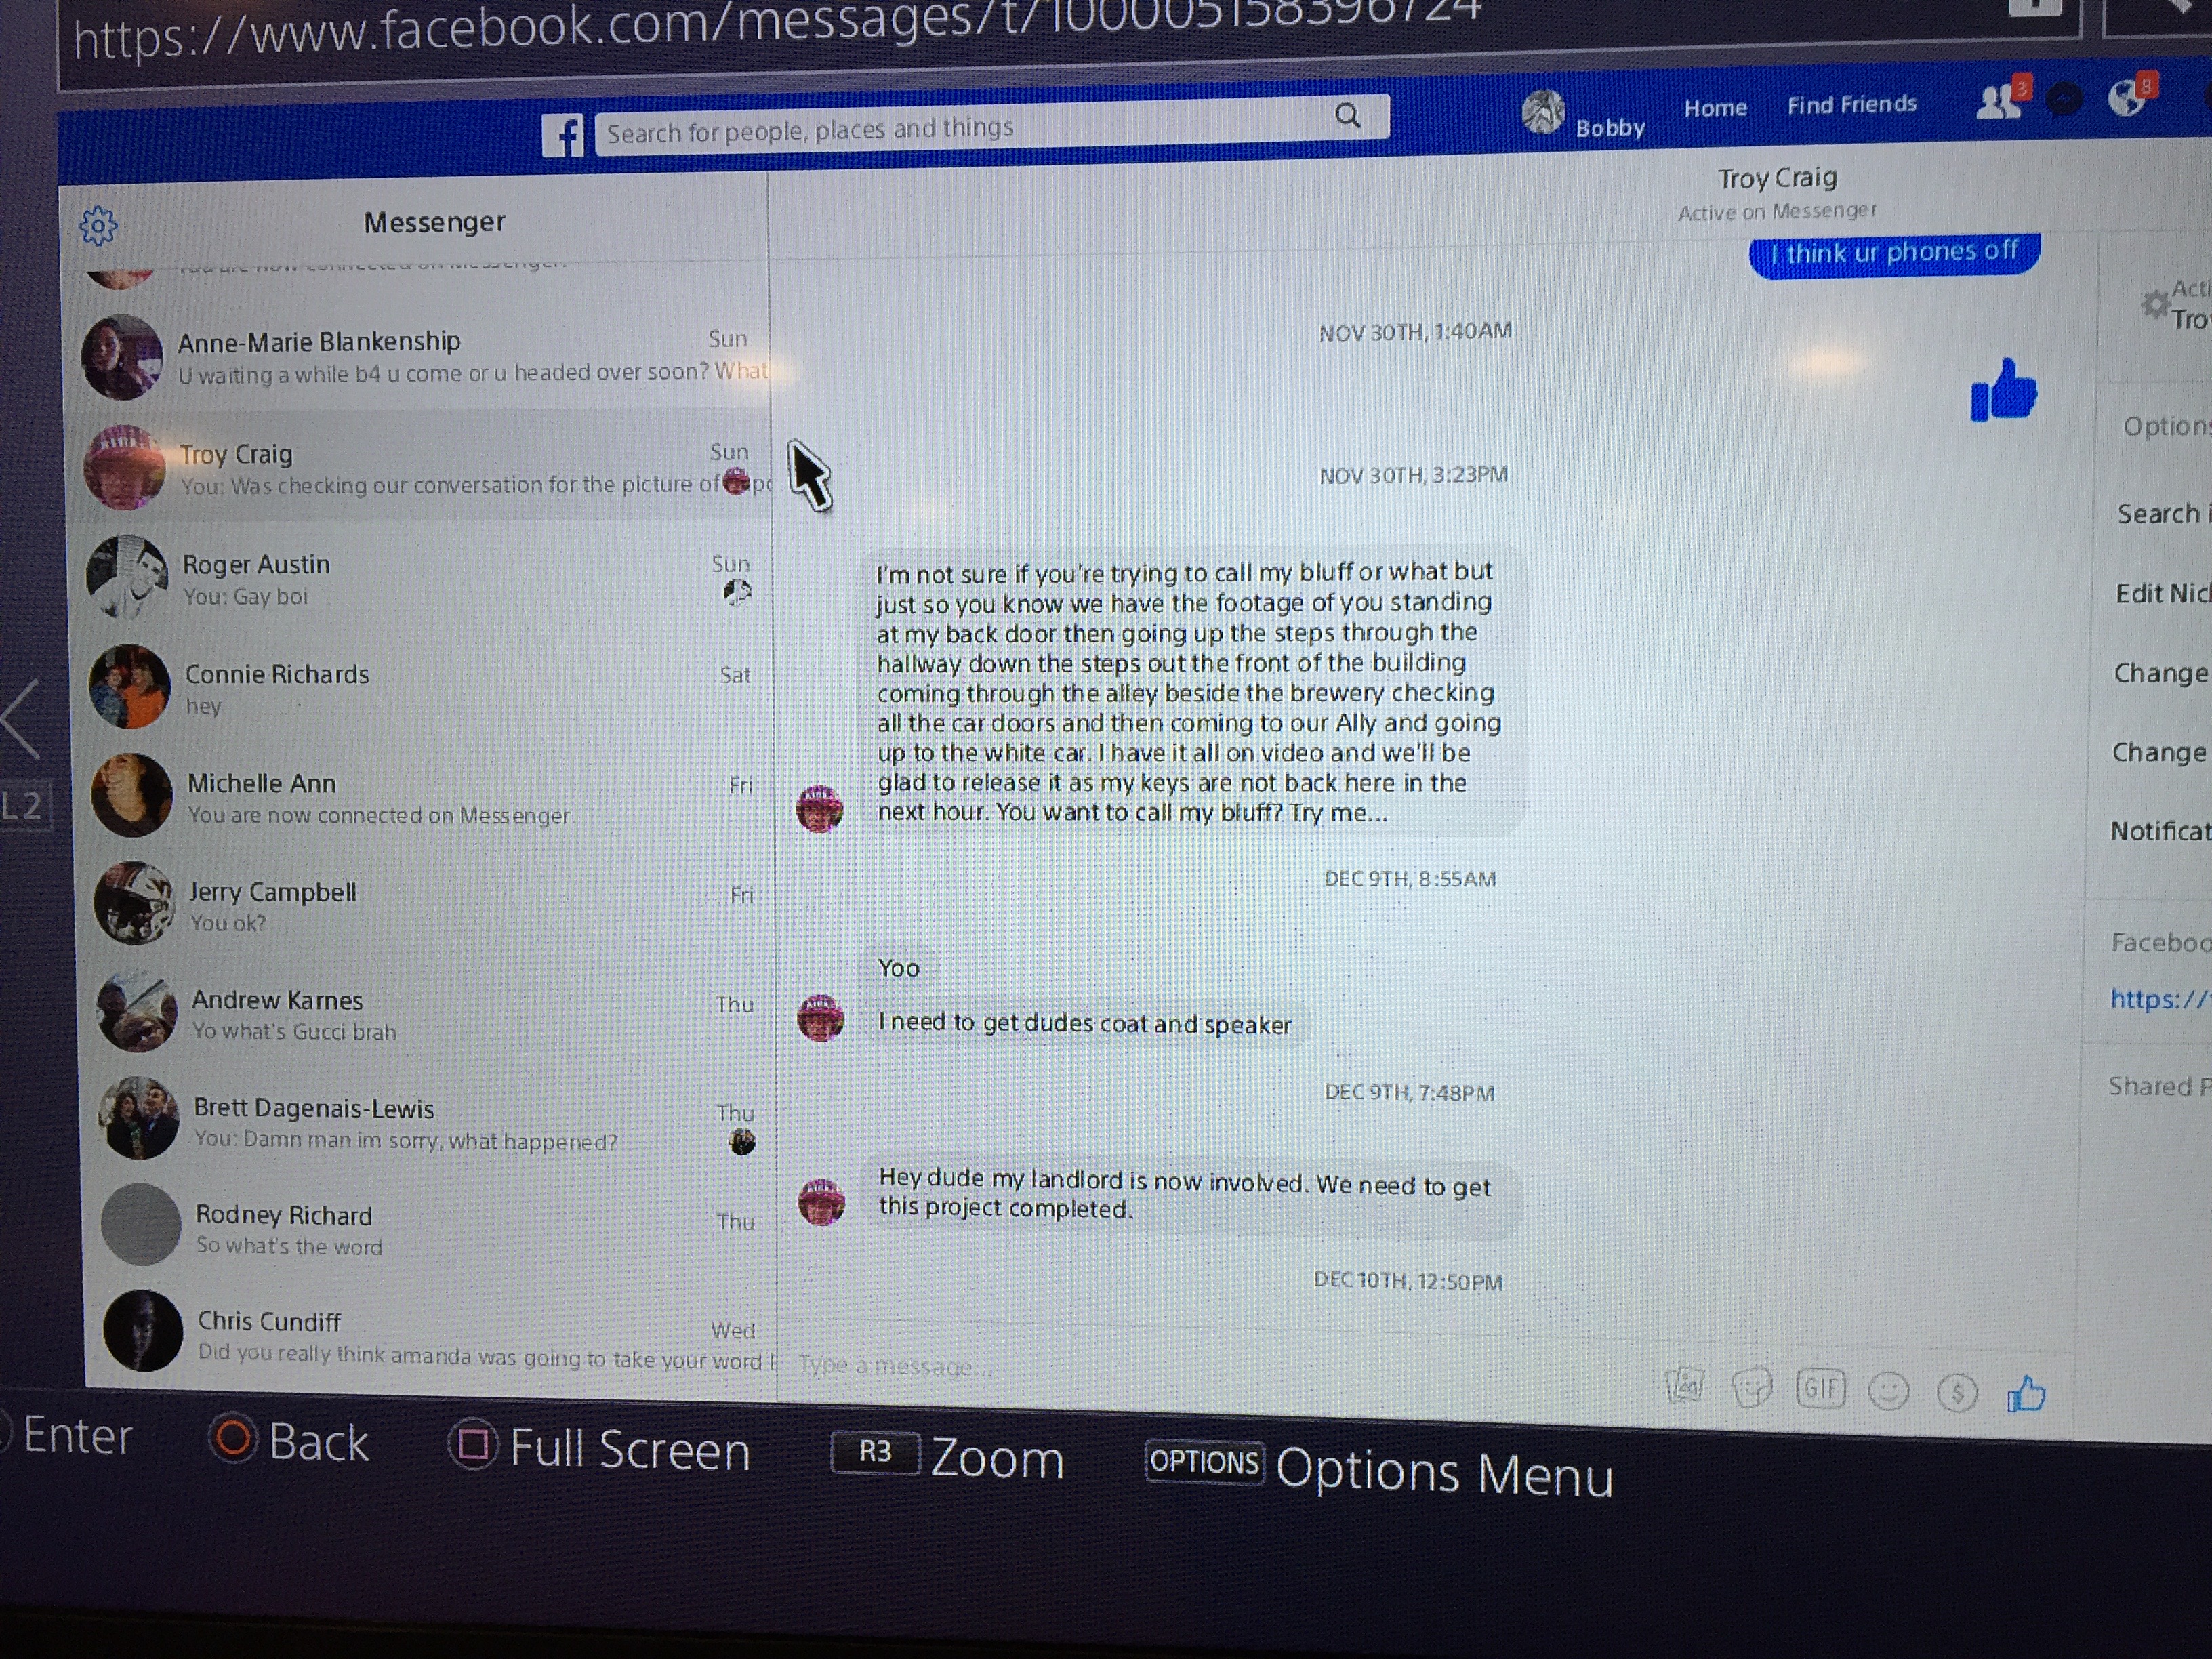 https://www.facebook.com/messages/t/100005158396724
Search for people, places and things
Bobby
Home
Find Friends
3
8
Messenger
Troy Craig
Active on Messenger
Anne-Marie Blankenship
Sun
U waiting a while b4 u come or u headed over soon? What
Troy Craig
Sun
You: Was checking our conversation for the picture of
Roger Austin
Sun
You: Gay boi
Connie Richards
Sat
hey
Michelle Ann
Fri
You are now connected on Messenger.
Jerry Campbell
Fri
You ok?
Andrew Karnes
Thu
Yo what's Gucci brah
Brett Dagenais-Lewis
Thu
You: Damn man im sorry, what happened?
Rodney Richard
Thu
So what's the word
Chris Cundiff
Wed
Did you really think amanda was going to take your word
I think ur phones off
NOV 30TH, 1:40AM
NOV 30TH, 3:23PM
I'm not sure if you're trying to call my bluff or what but
just so you know we have the footage of you standing
at my back door then going up the steps through the
hallway down the steps out the front of the building
coming through the alley beside the brewery checking
all the car doors and then coming to our Ally and going
up to the white car. I have it all on video and we'll be
glad to release it as my keys are not back here in the
next hour. You want to call my bluff? Try me...
DEC 9TH, 8:55AM
Yoo
I need to get dudes coat and speaker
DEC 9TH, 7:48PM
Hey dude my landlord is now involved. We need to get
this project completed.
DEC 10TH, 12:50PM
Type a message...
GIF
$
Acti
Tro
Options
Search i
Edit Nic
Change
Change
Notificat
Faceboo
https://
Shared P
L2
Enter
Back
Full Screen
R3
Zoom
OPTIONS
Options Menu